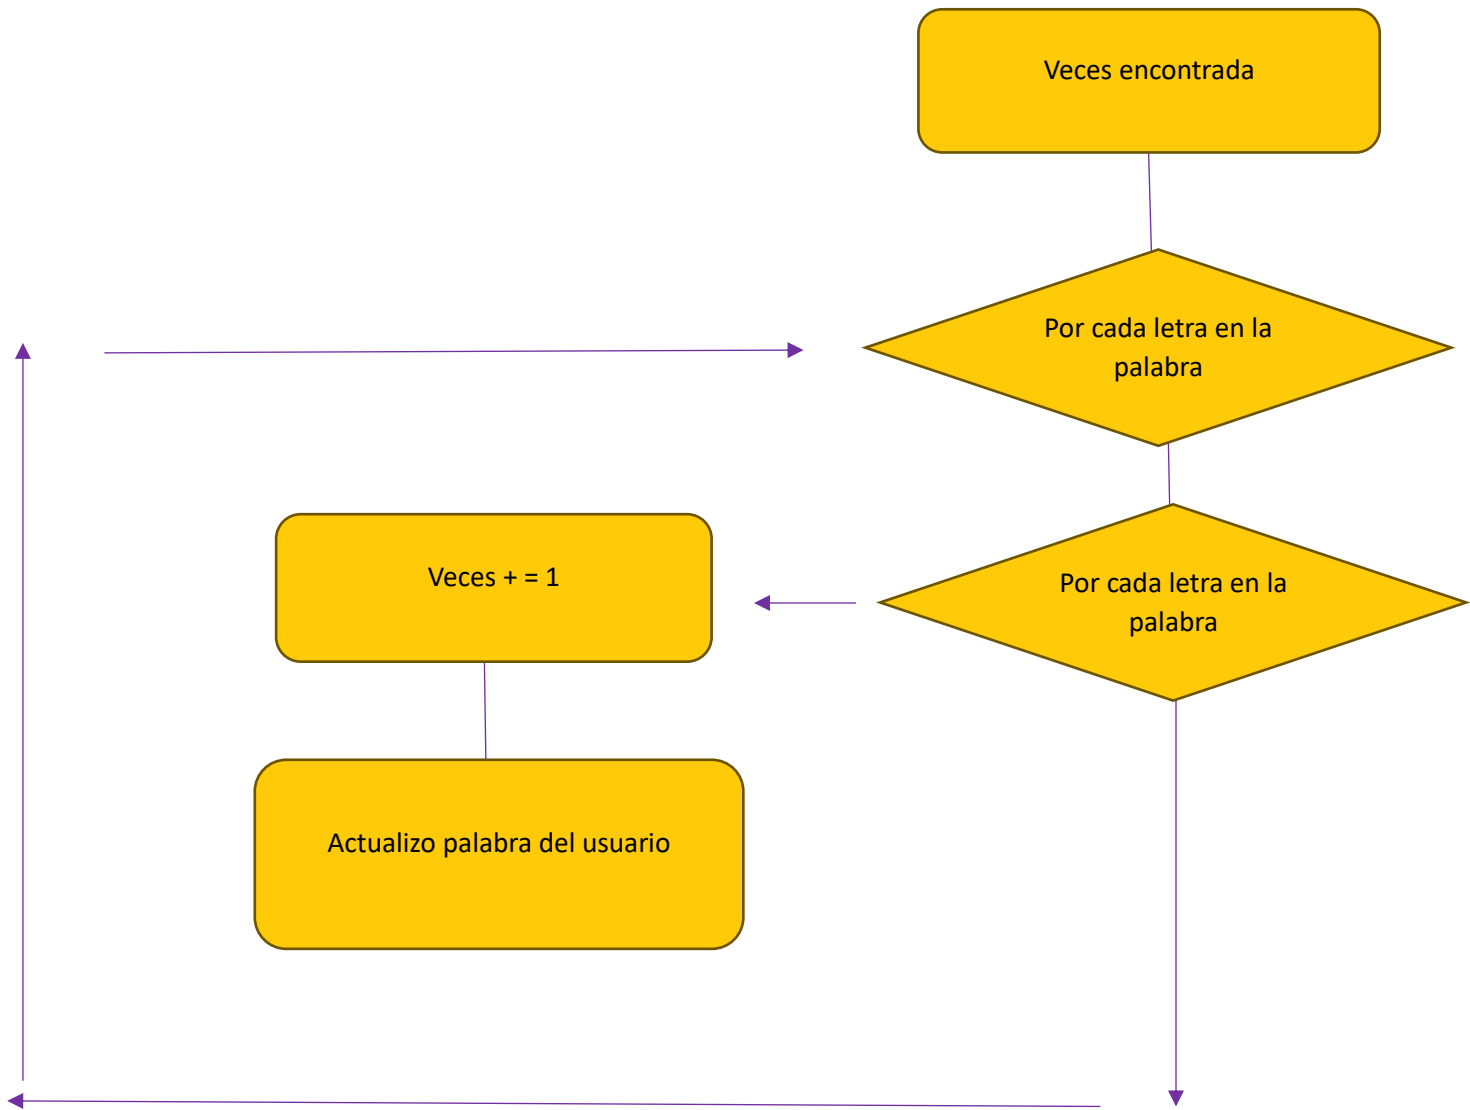 Veces encontrada
Por cada letra en la
palabra
Veces + = 1
Por cada letra en la
palabra
Actualizo palabra del usuario